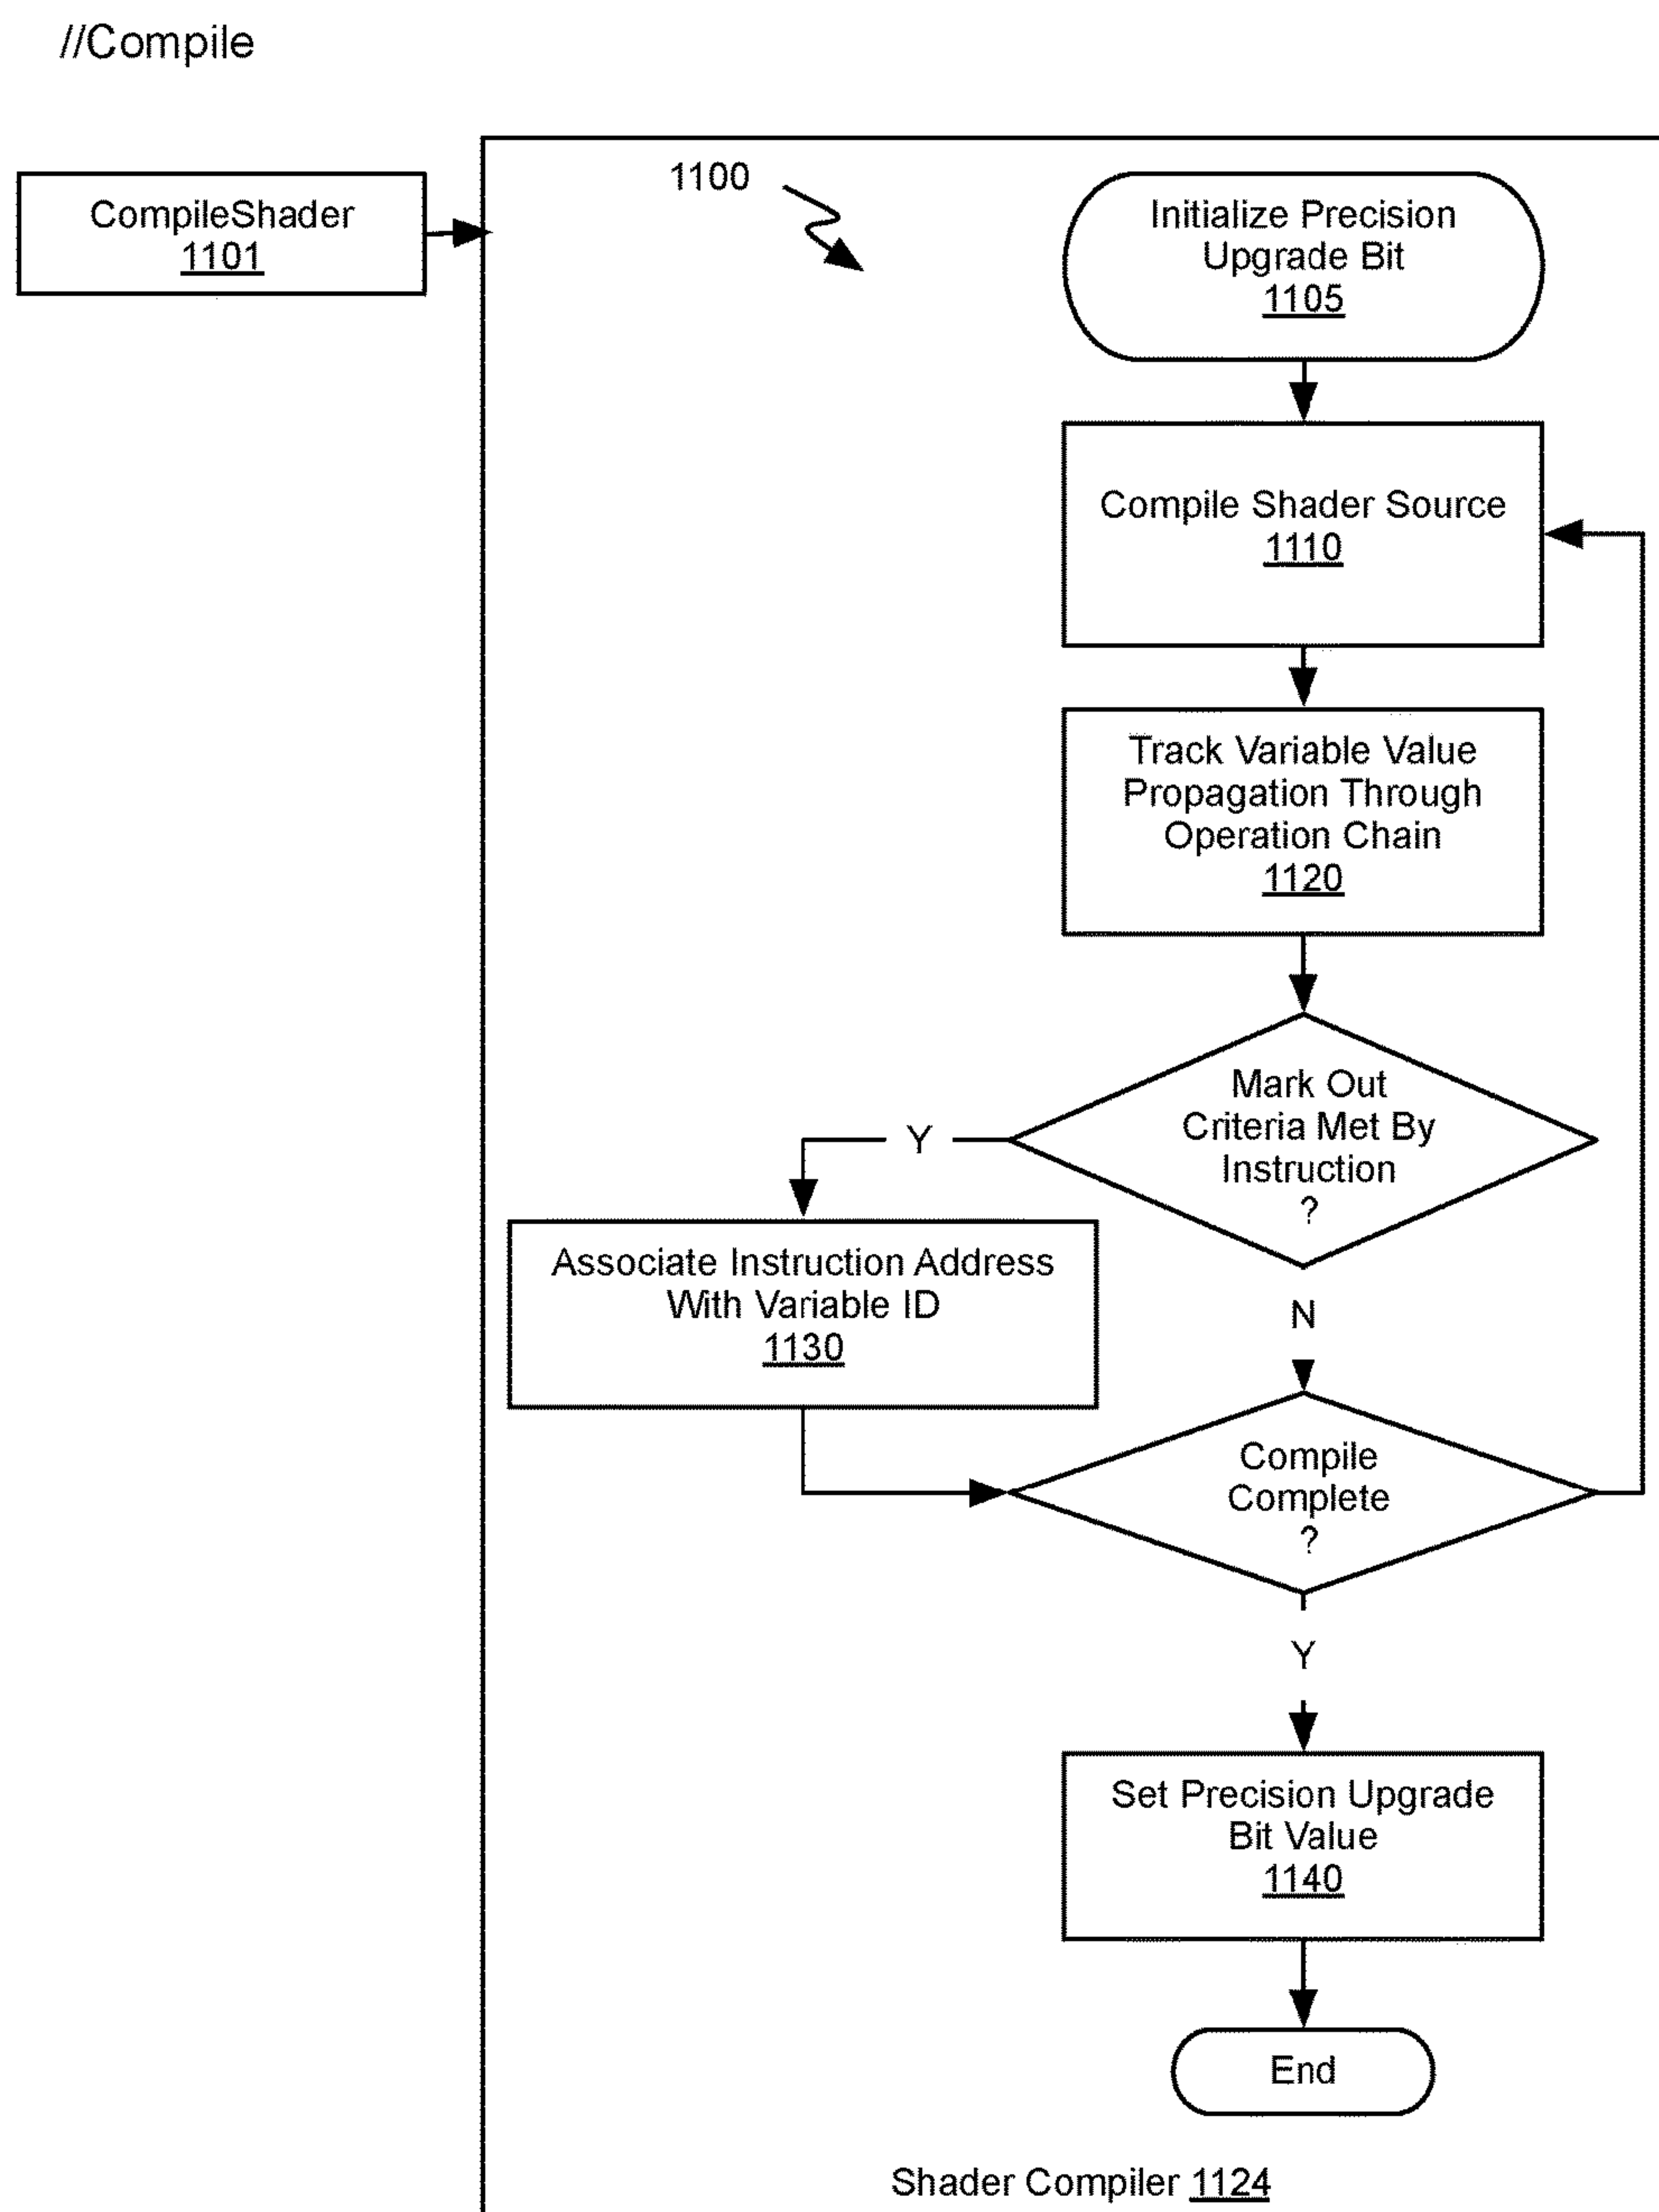 //Compile
CompileShader
1101
1100
Initialize Precision
Upgrade Bit
1105
Compile Shader Source
1110
Track Variable Value
Propagation Through
Operation Chain
1120
Mark Out
Criteria Met By
Instruction
?
Y
Associate Instruction Address
With Variable ID
1130
N
Compile
Complete
?
Y
Set Precision Upgrade
Bit Value
1140
End
Shader Compiler 1124